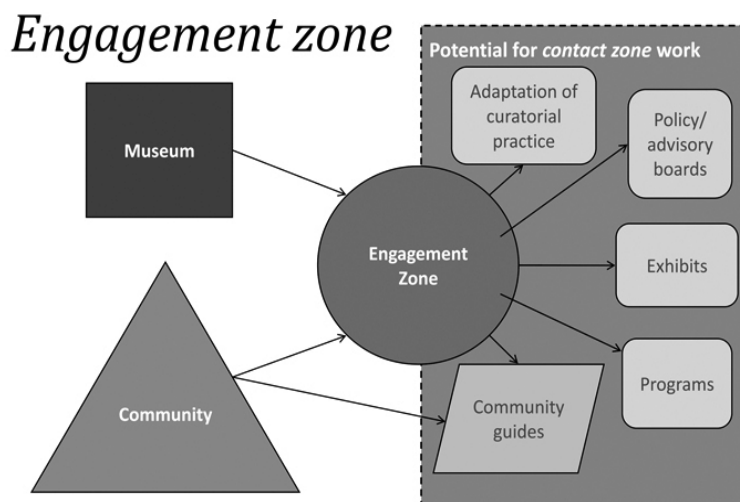 Engagement zone
Potential for contact zone work
Adaptation of
curatorial
practice
Policy/
advisory
boards
Museum
Engagement
Zone
Exhibits
Community
Programs
Community
guides